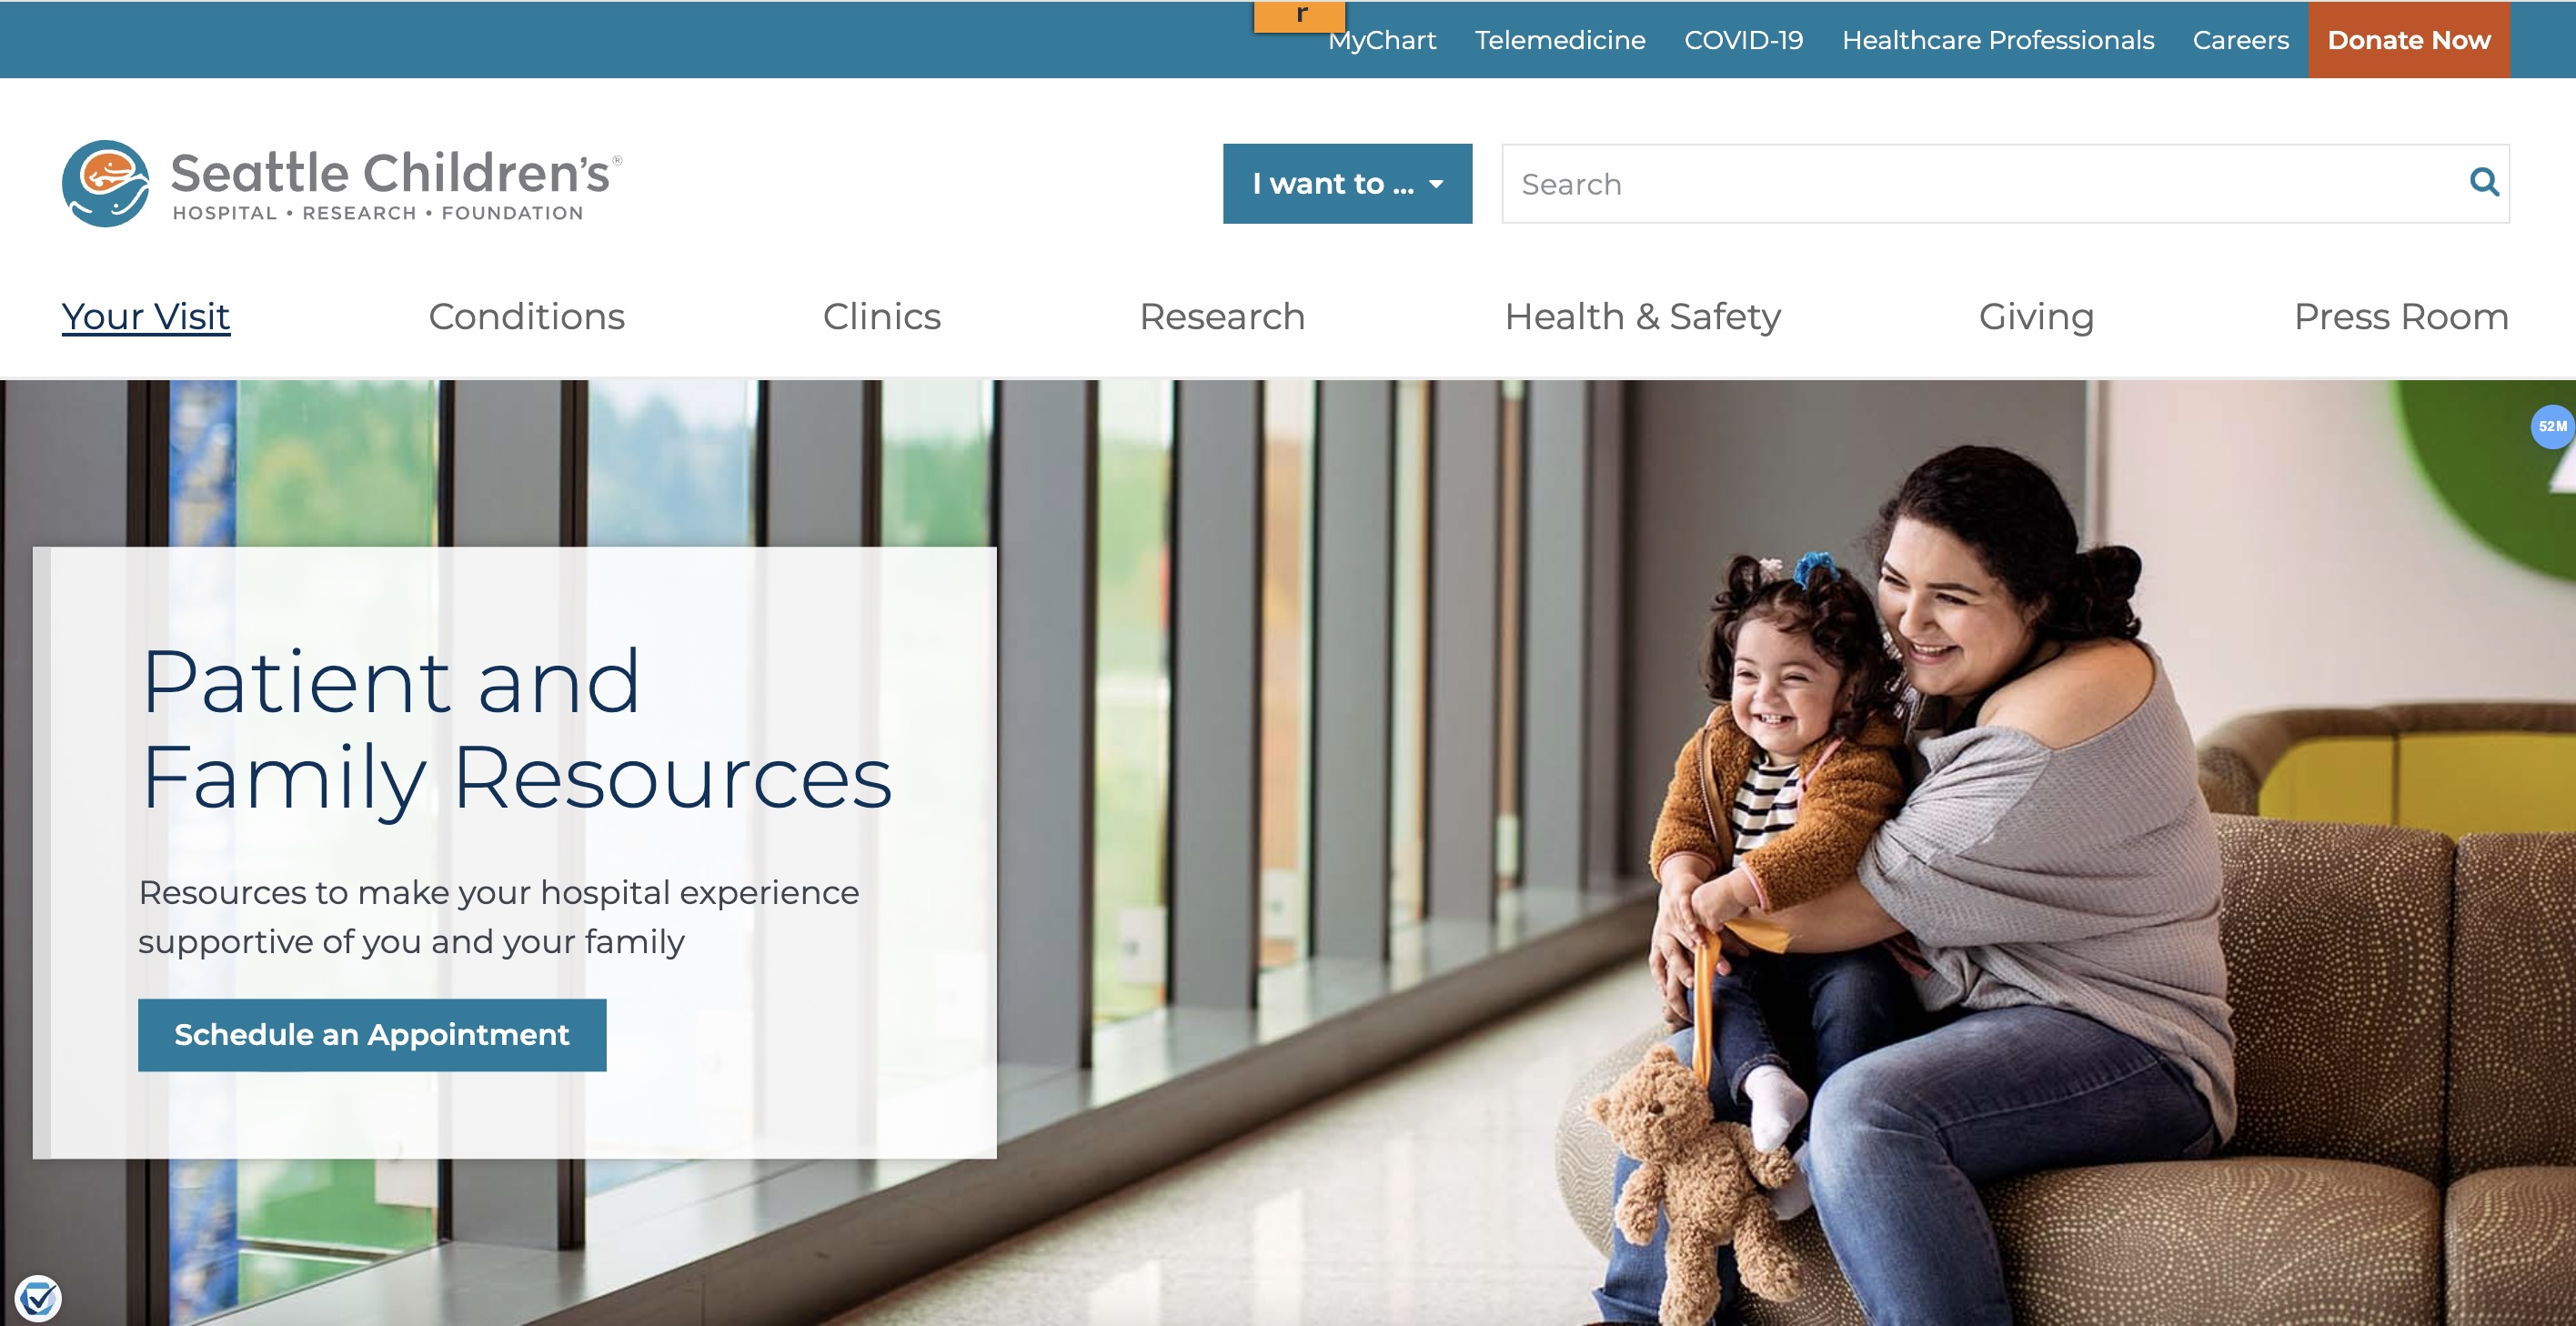 r
MyChart Telemedicine COVID-19 Healthcare Professionals Careers Donate Now
Seattle Children's®
HOSPITAL • RESEARCH • FOUNDATION
I want to ...
Search
Your Visit Conditions Clinics Research Health & Safety Giving Press Room
52M
Patient and
Family Resources
Resources to make your hospital experience
supportive of you and your family
Schedule an Appointment